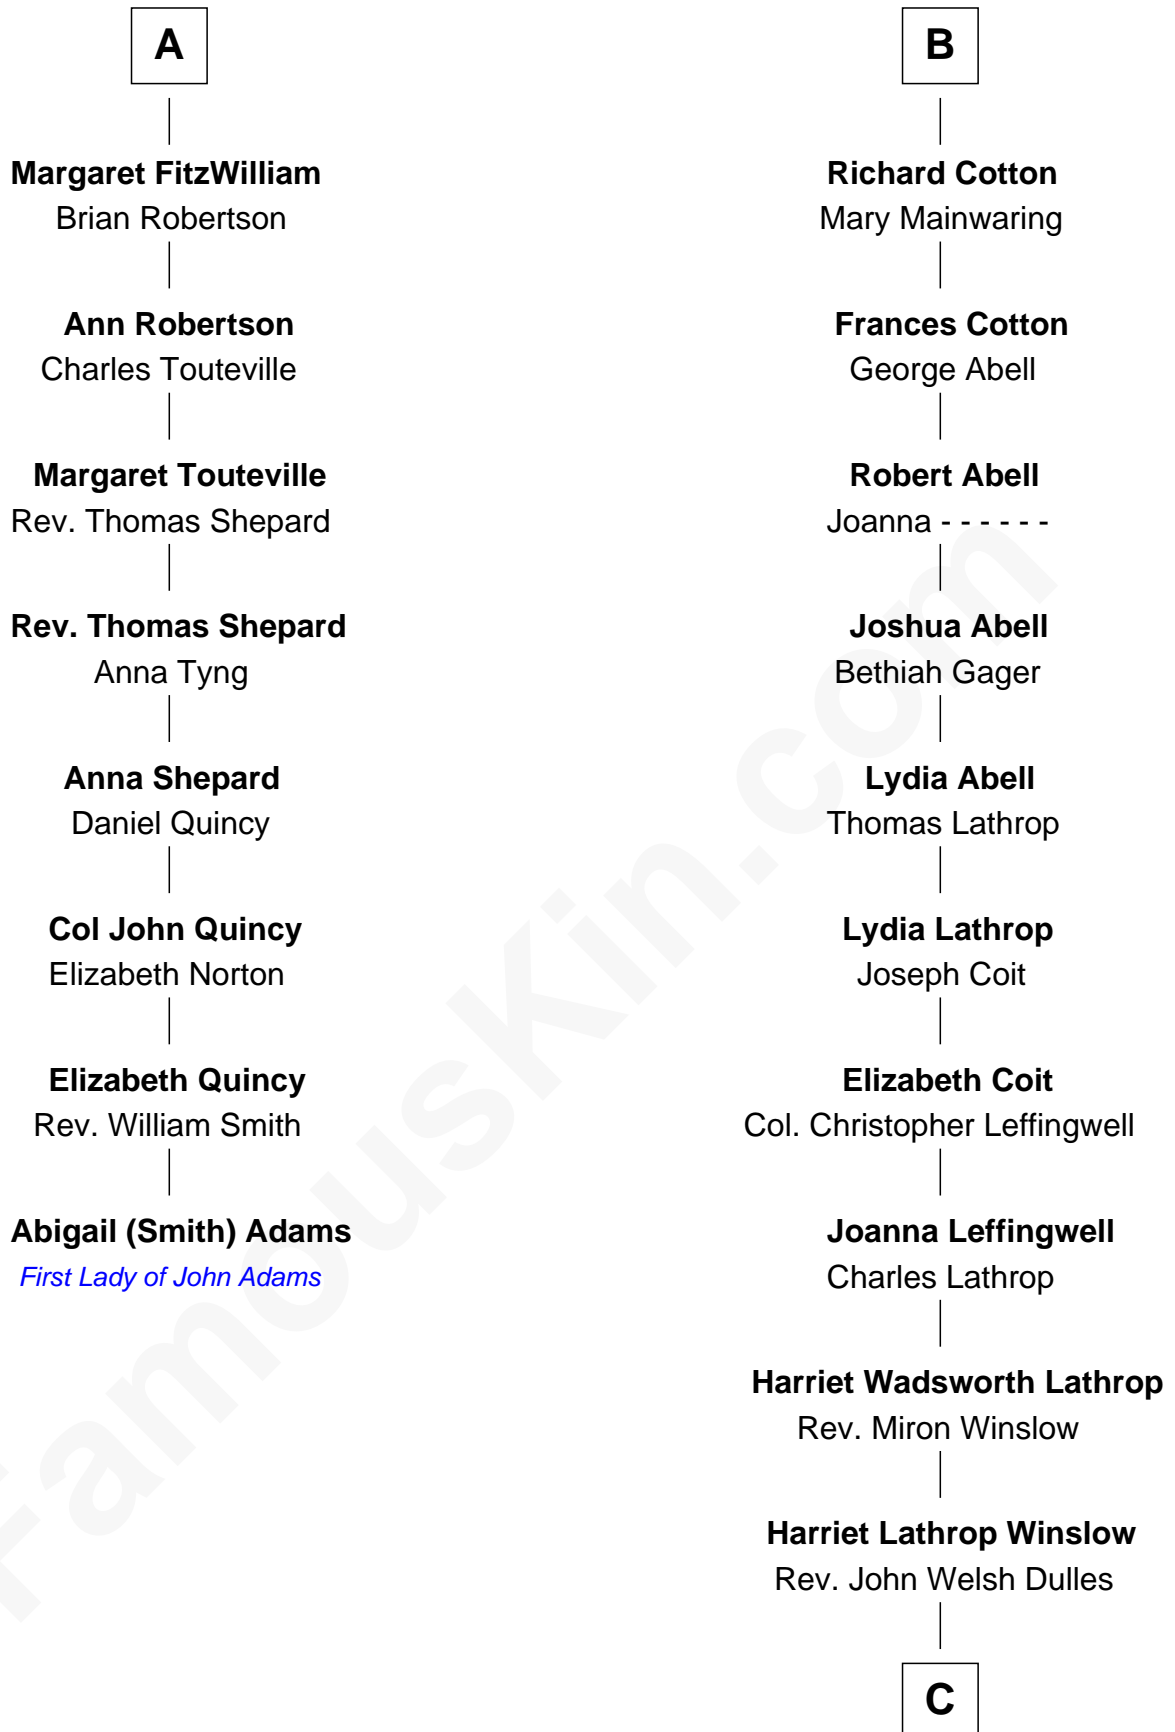 A
Margaret FitzWilliam
Brian Robertson
Ann Robertson
Charles Touteville
Margaret Touteville
Rev. Thomas Shepard
Rev. Thomas Shepard
Anna Tyng
Anna Shepard
Daniel Quincy
Col John Quincy
Elizabeth Norton
Elizabeth Quincy
Rev. William Smith
Abigail (Smith) Adams
First Lady of John Adams
B
Richard Cotton
Mary Mainwaring
Frances Cotton
George Abell
Robert Abell
Joanna - - - - - -
Joshua Abell
Bethiah Gager
Lydia Abell
Thomas Lathrop
Lydia Lathrop
Joseph Coit
Elizabeth Coit
Col. Christopher Leffingwell
Joanna Leffingwell
Charles Lathrop
Harriet Wadsworth Lathrop
Rev. Miron Winslow
Harriet Lathrop Winslow
Rev. John Welsh Dulles
C
FamousKin.com